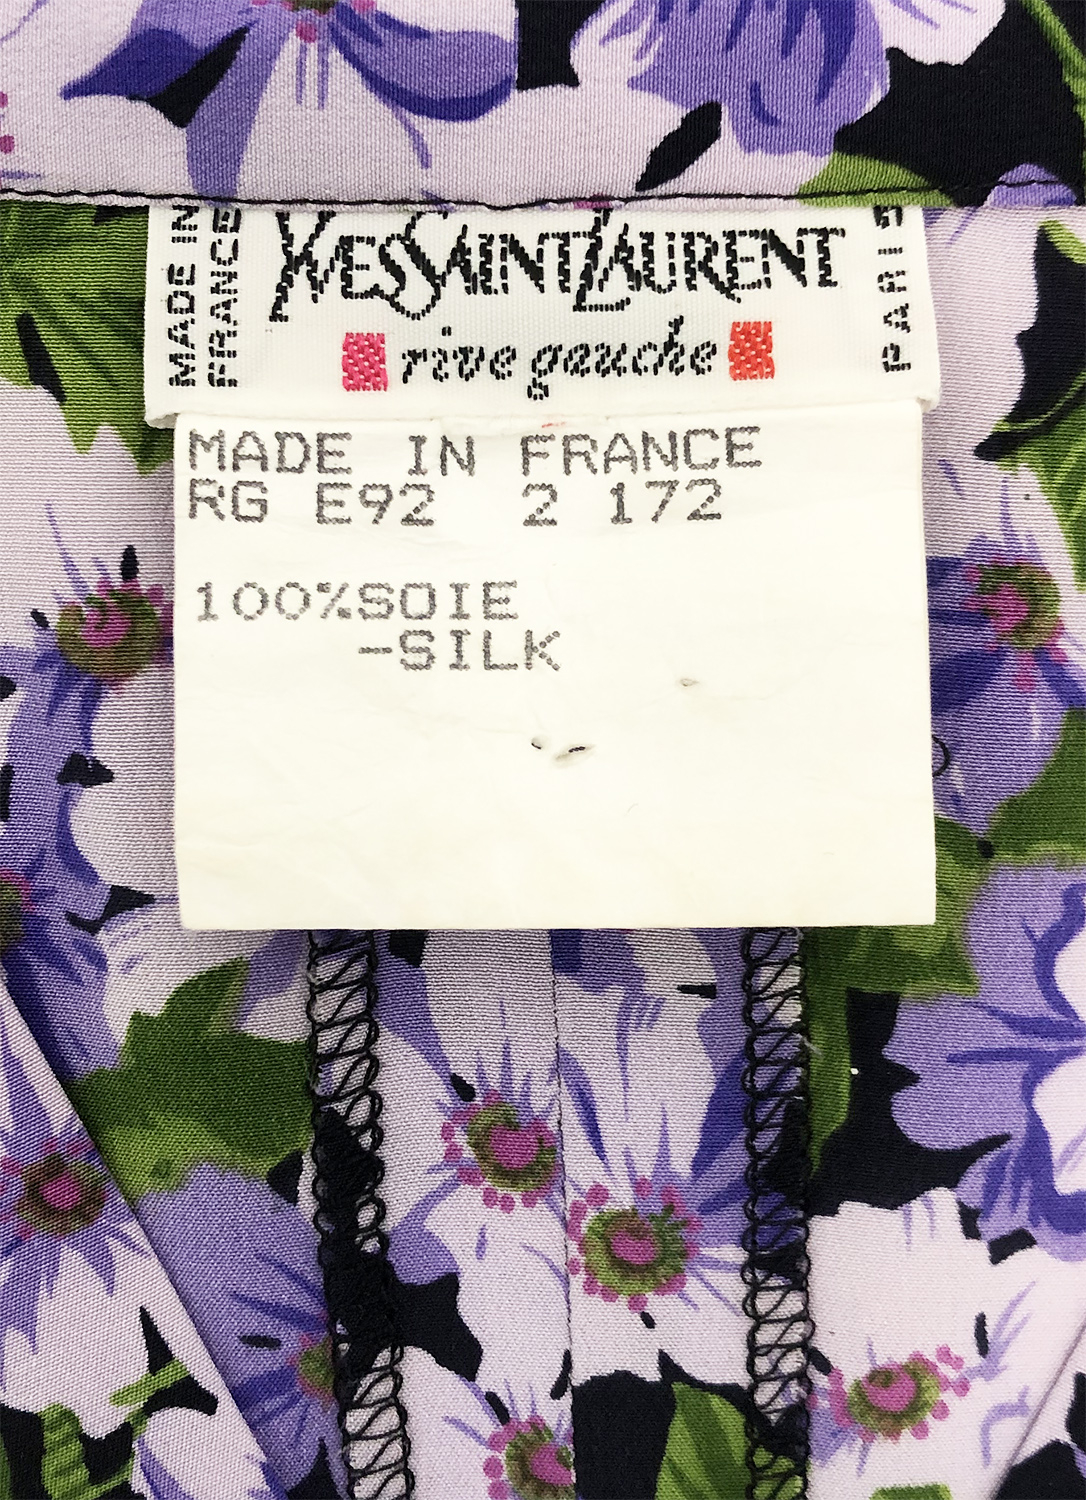 MADE IN
FRANCE
YVES SAINT LAURENT
rive gauche
PARIS
MADE IN FRANCE
RG E92 2 172
100%SOIE
-SILK